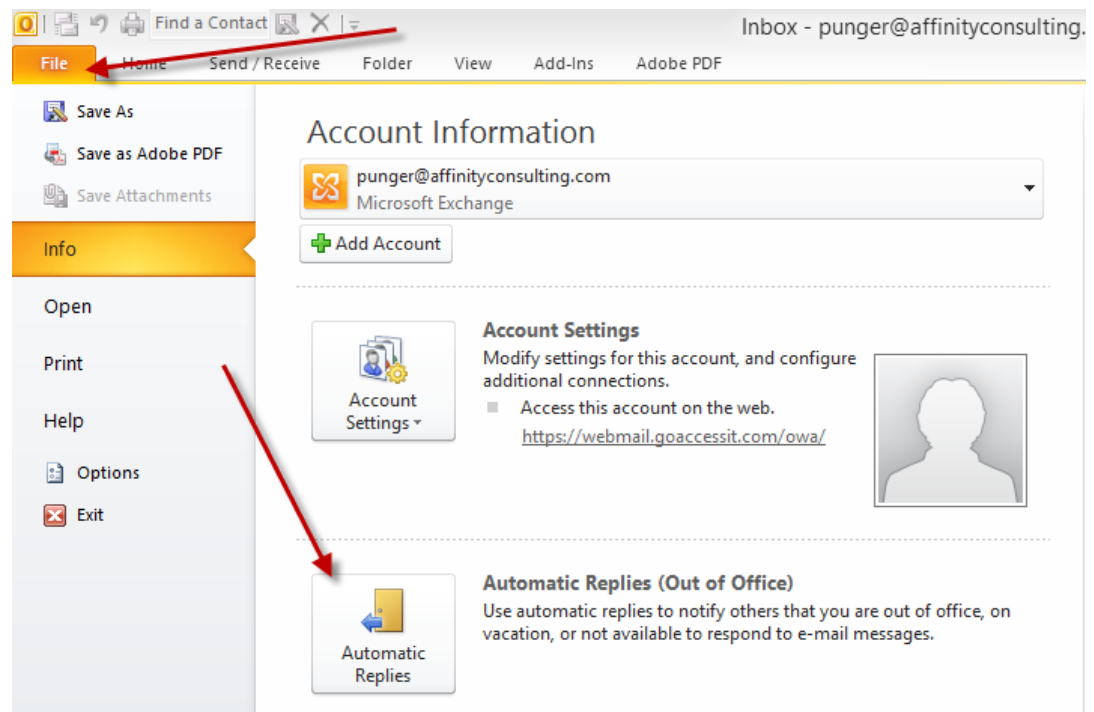 Find a Contact
Inbox - punger@affinityconsulting.
File Home Send / Receive Folder View Add-Ins Adobe PDF
Save As
Save as Adobe PDF
Save Attachments
Info
Open
Print
Help
Options
Exit
Account Information
punger@affinityconsulting.com
Microsoft Exchange
Add Account
Account
Settings
Account Settings
Modify settings for this account, and configure
additional connections.
Access this account on the web.
https://webmail.goaccessit.com/owa/
Automatic
Replies
Automatic Replies (Out of Office)
Use automatic replies to notify others that you are out of office, on
vacation, or not available to respond to e-mail messages.